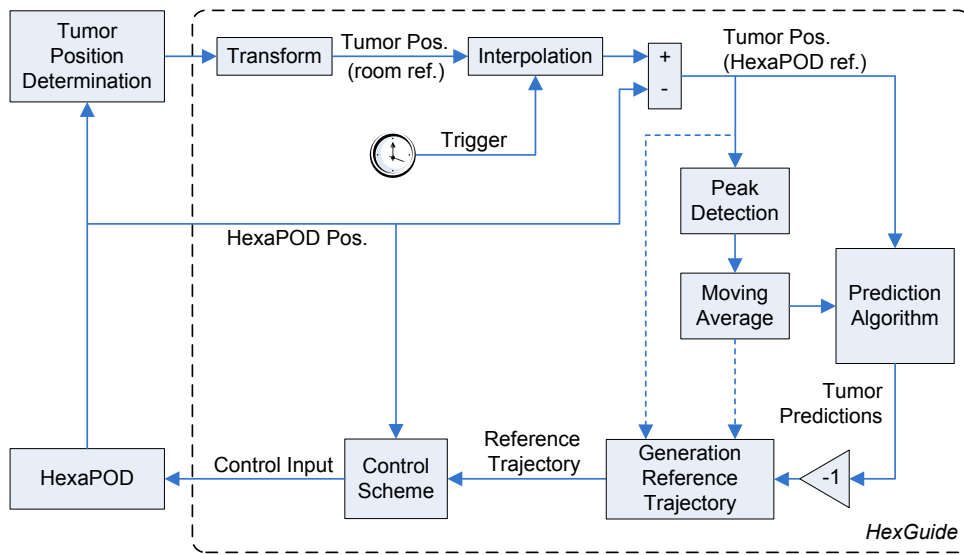 Tumor
Position
Determination
Transform
Tumor Pos.
(room ref.)
Interpolation
+
-
Tumor Pos.
(HexaPOD ref.)
Trigger
Peak
Detection
HexaPOD Pos.
Moving
Average
Prediction
Algorithm
Tumor
Predictions
HexaPOD
Control Input
Control
Scheme
Reference
Trajectory
Generation
Reference
Trajectory
-1
HexGuide